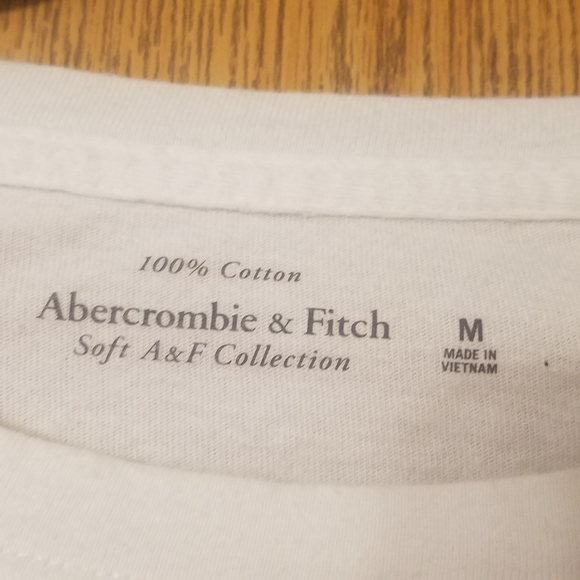 100% Cotton
Abercrombie & Fitch
Soft A&F Collection
M
MADE IN
VIETNAM